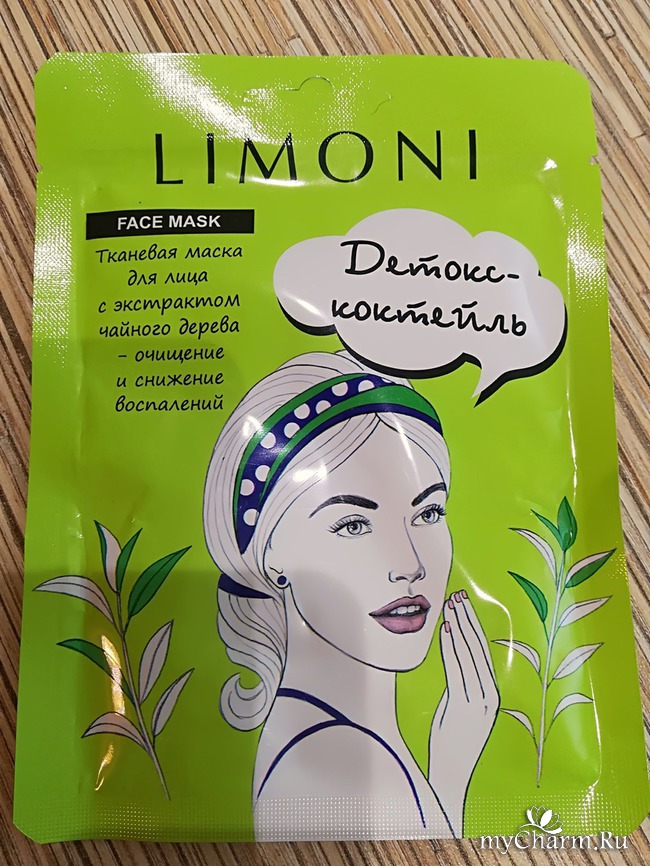 LIMONI
FACE MASK
Тканевая маска
для лица
с экстрактом
чайного дерева
- очищение
и снижение
воспалений
Детокс-
коктейль
myCharm.Ru